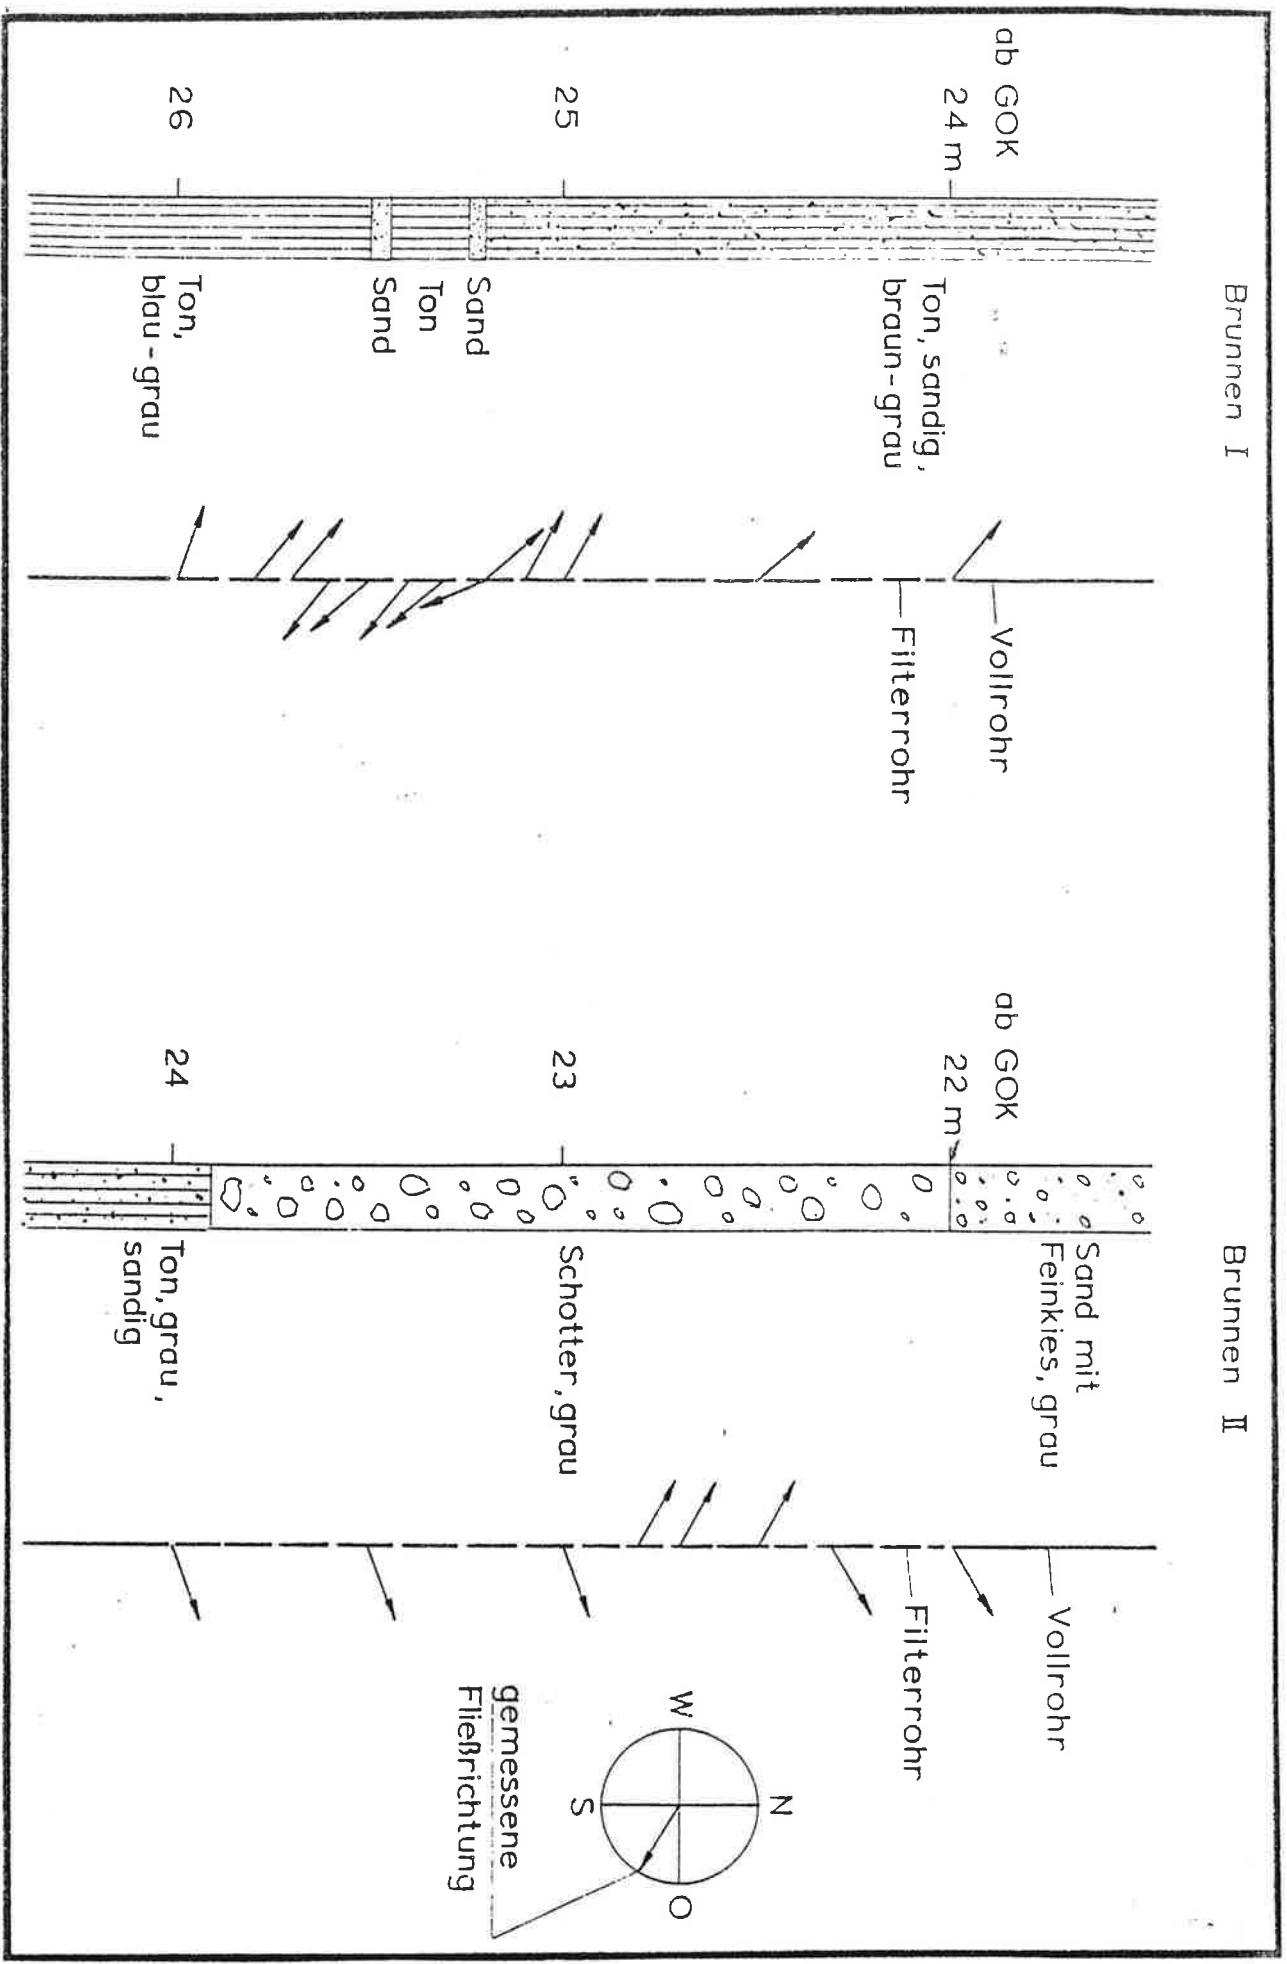 Brunnen I
ab GOK
24 m
25
26
Ton, sandig,
braun-grau
Sand
Ton
Sand
Ton,
blau-grau
Vollrohr
Filterrohr
Brunnen II
ab GOK
22 m
23
24
Sand mit
Feinkies, grau
Schotter, grau
Ton, grau,
sandig
Vollrohr
Filterrohr
N
W
O
S
gemessene
Fließrichtung